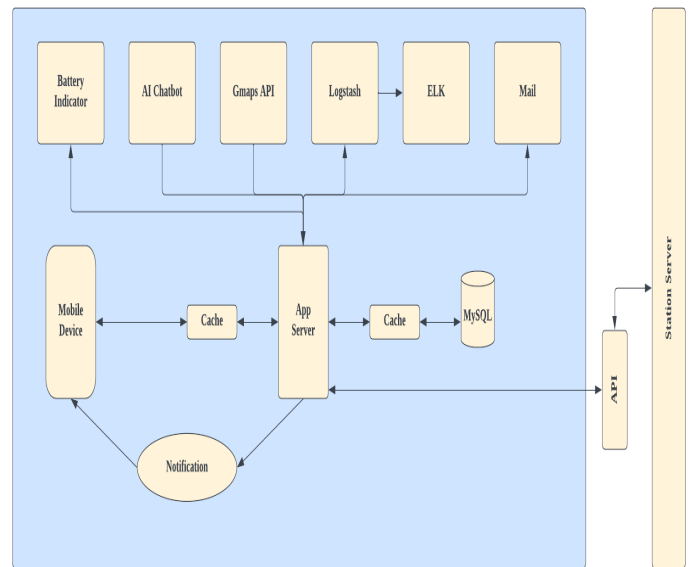 Battery
Indicator
AI Chatbot
Gmaps API
Logstash
ELK
Mail
Mobile
Device
Cache
App
Server
Cache
MySQL
Station Server
API
Notification